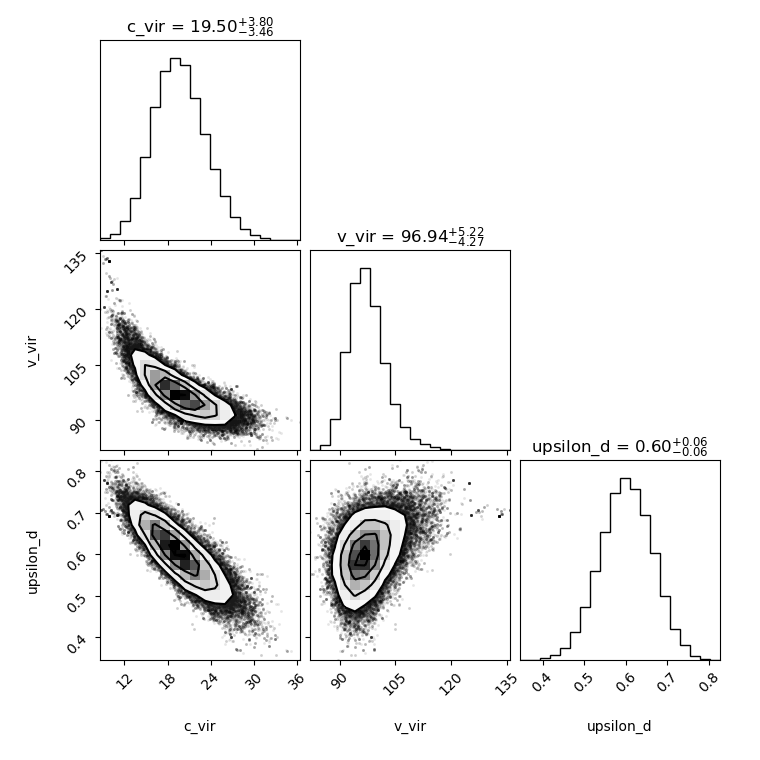 c_vir = 19.50+3.80−3.46
135
120
105
90
v_vir
v_vir = 96.94+5.22−4.27
0.8
0.7
0.6
0.5
0.4
upsilon_d
upsilon_d = 0.60+0.06−0.06
12 18 24 30 36
90 105 120 135
0.4 0.5 0.6 0.7 0.8
c_vir v_vir upsilon_d